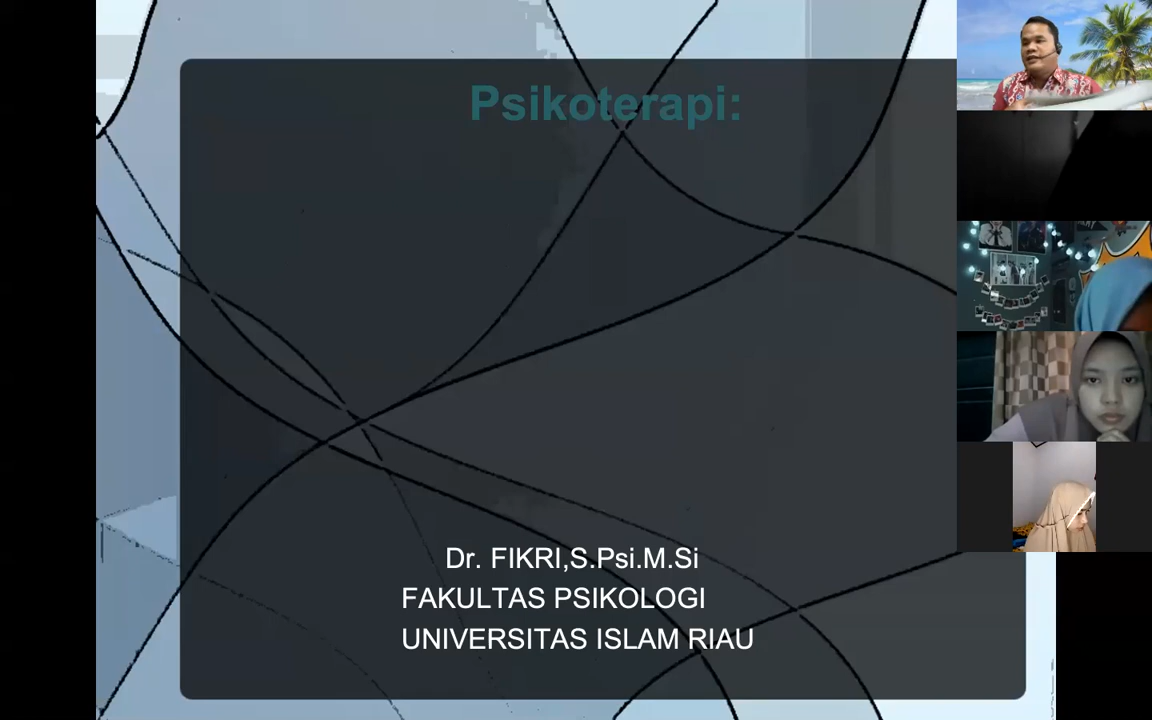 Psikoterapi:
Dr. FIKRI,S.Psi.M.Si
FAKULTAS PSIKOLOGI
UNIVERSITAS ISLAM RIAU